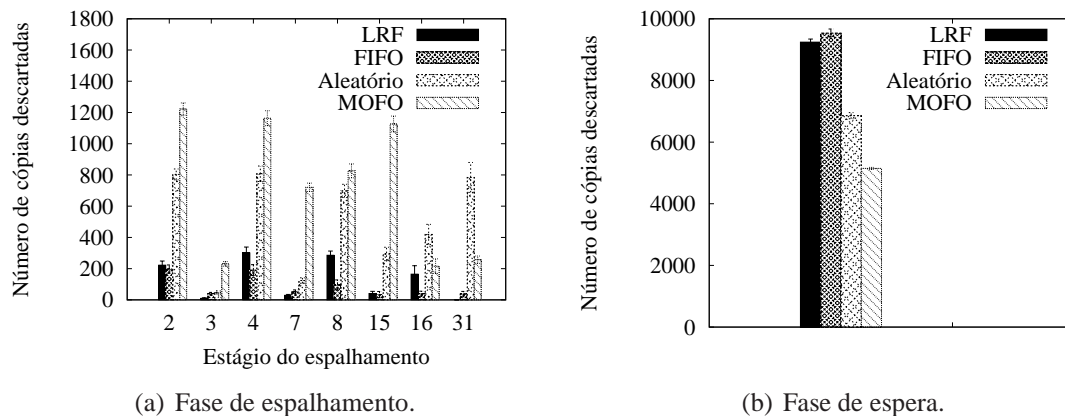 Número de cópias descartadas
1800
1600
1400
1200
1000
800
600
400
200
0
LRF
FIFO
Aleatório
MOFO
2 3 4 7 8 15 16 31
Estágio do espalhamento
(a) Fase de espalhamento.
Número de cópias descartadas
10000
8000
6000
4000
2000
0
LRF
FIFO
Aleatório
MOFO
(b) Fase de espera.